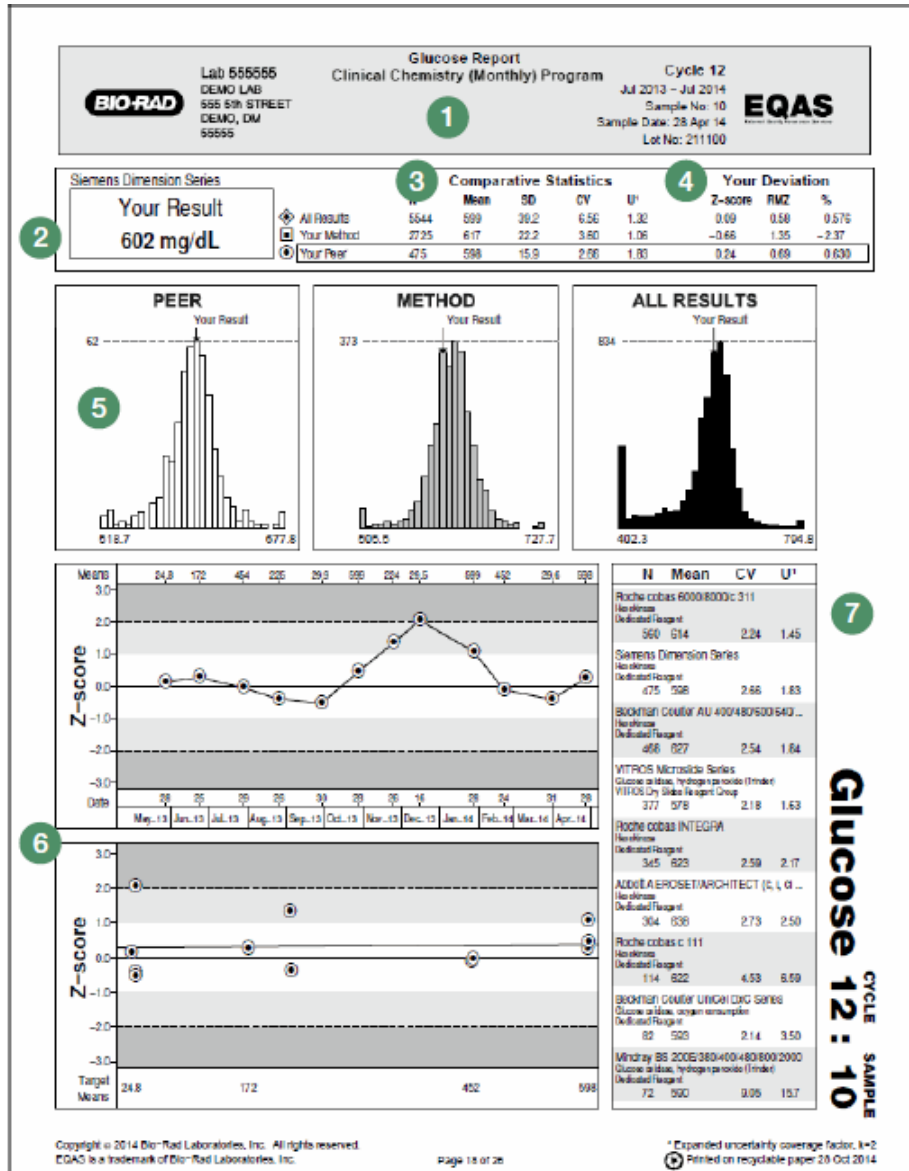 Glucose Report
Clinical Chemistry (Monthly) Program
BIO-RAD
Lab 555555
DEMO LAB
555 5th STREET
DEMO, DM
55555
1
Cycle 12
Jul 2013 – Jul 2014
Sample No: 10
Sample Date: 28 Apr 14
Lot No: 211100
EQAS
Siemens Dimension Series
Your Result
602 mg/dL
2
3
Comparative Statistics
4
Your Deviation
Mean SD CV U¹ Z-score RMZ %
All Results 5544 599 39.2 6.56 1.32 0.09 0.58 0.576
Your Method 2725 617 22.2 3.60 1.06 -0.66 1.35 -2.37
Your Peer 475 598 15.9 2.66 1.83 0.24 0.69 0.630
PEER
Your Result
62
5
518.7 677.8
METHOD
Your Result
373
727.7
ALL RESULTS
Your Result
834
402.3 794.8
Means 24.8 172 454 225 29.9 599 224 599 452 29.6 598
3.0
2.0
1.0
0.0
-1.0
-2.0
-3.0
Z-score
Date 28 25 29 26 30 28 26 16 28 24 31 28
May.-13 Jun.-13 Jul.-13 Aug.-13 Sep.-13 Oct.-13 Nov.-13 Dec.-13 Jan.-14 Feb.-14 Mar.-14 Apr.-14
6
3.0
2.0
1.0
0.0
-1.0
-2.0
-3.0
Z-score
Target Means 24.8 172 452 598
N Mean CV U¹
7
Roche cobas 6000/8000/c 311
Hexokinase
Dedicated Reagent
560 614 2.24 1.45
Siemens Dimension Series
Hexokinase
Dedicated Reagent
475 598 2.66 1.83
Beckman Coulter AU 400/480/600/640/...
Hexokinase
Dedicated Reagent
468 627 2.54 1.84
VITROS Microslide Series
Glucose oxidase, hydrogen peroxide (Trinder)
VITROS Dry Slides Reagent Group
377 578 2.18 1.63
Roche cobas INTEGRA
Hexokinase
Dedicated Reagent
345 623 2.59 2.17
Abbott AEROSET/ARCHITECT (c, i, ci ...
Hexokinase
Dedicated Reagent
304 638 2.73 2.50
Roche cobas c 111
Hexokinase
Dedicated Reagent
114 622 4.53 6.59
Beckman Coulter UniCel DxC Series
Glucose oxidase, oxygen consumption
Dedicated Reagent
82 593 2.14 3.50
Mindray BS 200E/380/400/480/800/2000
Glucose oxidase, hydrogen peroxide (Trinder)
Dedicated Reagent
72 590 9.05 15.7
Glucose 12 : 10
CYCLE SAMPLE
Copyright © 2014 Bio-Rad Laboratories, Inc. All rights reserved.
EQAS is a trademark of Bio-Rad Laboratories, Inc.
Page 18 of 26
¹ Expanded uncertainty coverage factor, k=2
Printed on recyclable paper 28 Oct 2014